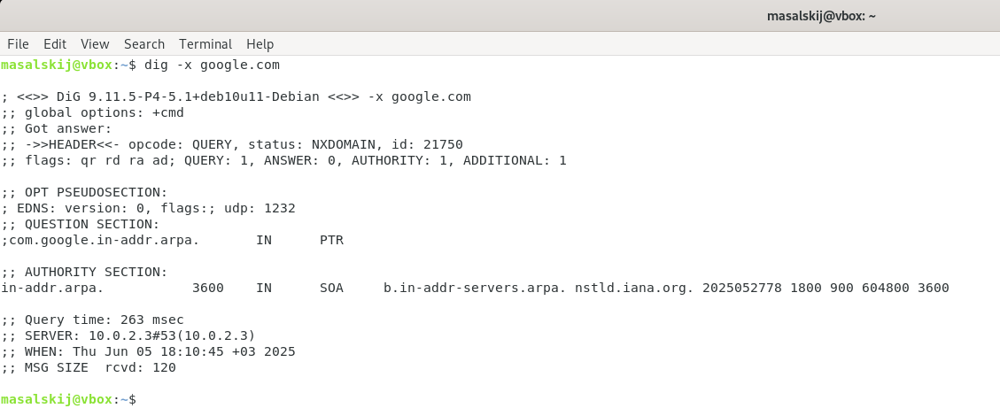 masalskij@vbox: ~
File Edit View Search Terminal Help
masalskij@vbox:~$ dig -x google.com
; <<>> DiG 9.11.5-P4-5.1+deb10u11-Debian <<>> -x google.com
;; global options: +cmd
;; Got answer:
;; ->>HEADER<<- opcode: QUERY, status: NXDOMAIN, id: 21750
;; flags: qr rd ra ad; QUERY: 1, ANSWER: 0, AUTHORITY: 1, ADDITIONAL: 1
;; OPT PSEUDOSECTION:
; EDNS: version: 0, flags:; udp: 1232
;; QUESTION SECTION:
;com.google.in-addr.arpa. IN PTR
;; AUTHORITY SECTION:
in-addr.arpa. 3600 IN SOA b.in-addr-servers.arpa. nstld.iana.org. 2025052778 1800 900 604800 3600
;; Query time: 263 msec
;; SERVER: 10.0.2.3#53(10.0.2.3)
;; WHEN: Thu Jun 05 18:10:45 +03 2025
;; MSG SIZE rcvd: 120
masalskij@vbox:~$